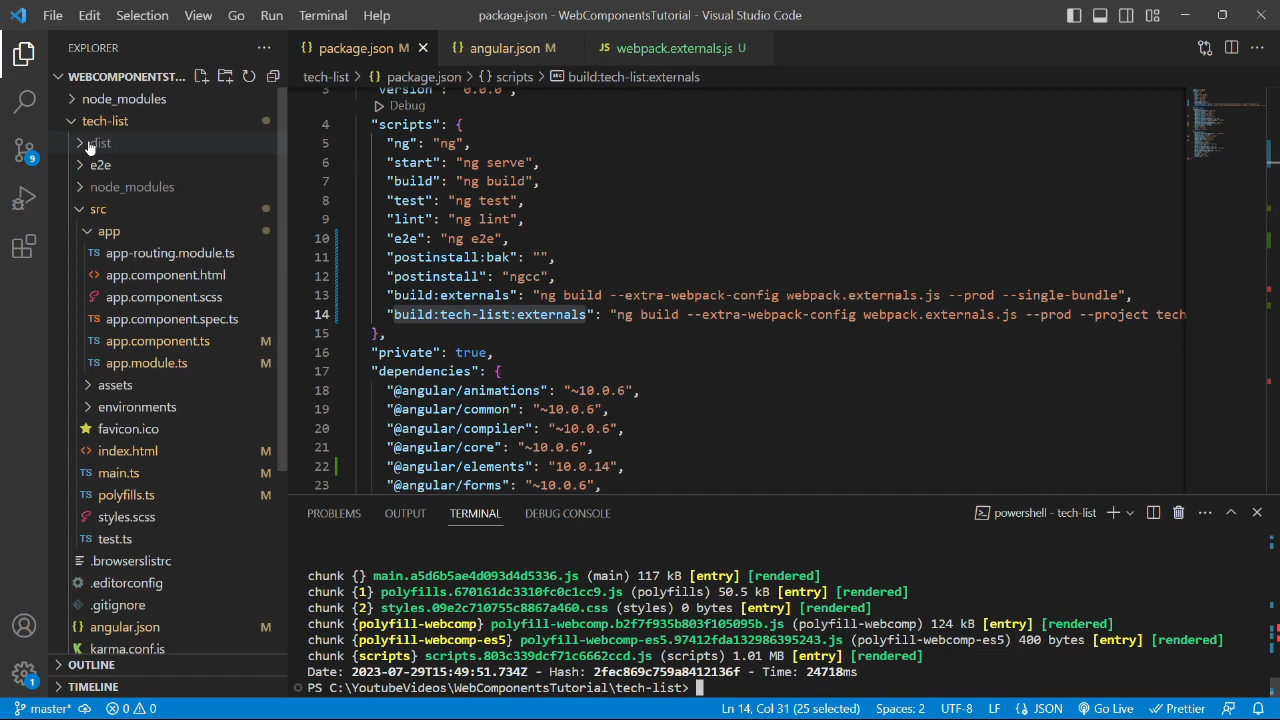 File Edit Selection View Go Run Terminal Help package.json - WebComponentsTutorial - Visual Studio Code
EXPLORER
WEBCOMPONENTST...
node_modules
tech-list
dist
e2e
node_modules
src
app
app-routing.module.ts
app.component.html
app.component.scss
app.component.spec.ts
app.component.ts M
app.module.ts M
assets
environments
favicon.ico
index.html M
main.ts M
polyfills.ts M
styles.scss
test.ts
.browserslistrc
.editorconfig
.gitignore
angular.json M
karma.conf.js
OUTLINE
TIMELINE
9
1
package.json M angular.json M webpack.externals.js U
tech-list > package.json > scripts > build:tech-list:externals
3 "version": "0.0.0",
Debug
4 "scripts": {
5 "ng": "ng",
6 "start": "ng serve",
7 "build": "ng build",
8 "test": "ng test",
9 "lint": "ng lint",
10 "e2e": "ng e2e",
11 "postinstall:bak": "",
12 "postinstall": "ngcc",
13 "build:externals": "ng build --extra-webpack-config webpack.externals.js --prod --single-bundle",
14 "build:tech-list:externals": "ng build --extra-webpack-config webpack.externals.js --prod --project tech
15 },
16 "private": true,
17 "dependencies": {
18 "@angular/animations": "~10.0.6",
19 "@angular/common": "~10.0.6",
20 "@angular/compiler": "~10.0.6",
21 "@angular/core": "~10.0.6",
22 "@angular/elements": "10.0.14",
23 "@angular/forms": "~10.0.6",
PROBLEMS OUTPUT TERMINAL DEBUG CONSOLE powershell - tech-list
chunk {} main.a5d6b5ae4d093d4d5336.js (main) 117 kB [entry] [rendered]
chunk {1} polyfills.670161dc3310fc0c1cc9.js (polyfills) 50.5 kB [entry] [rendered]
chunk {2} styles.09e2c710755c8867a460.css (styles) 0 bytes [entry] [rendered]
chunk {polyfill-webcomp} polyfill-webcomp.b2f7f935b803f105095b.js (polyfill-webcomp) 124 kB [entry] [rendered]
chunk {polyfill-webcomp-es5} polyfill-webcomp-es5.97412fda132986395243.js (polyfill-webcomp-es5) 400 bytes [entry] [rendered]
chunk {scripts} scripts.803c339dcf71c6662ccd.js (scripts) 1.01 MB [entry] [rendered]
Date: 2023-07-29T15:49:51.734Z - Hash: 2fec869c759a8412136f - Time: 24718ms
PS C:\YoutubeVideos\WebComponentsTutorial\tech-list>
master* 0 0 Ln 14, Col 31 (25 selected) Spaces: 2 UTF-8 LF JSON Go Live Prettier